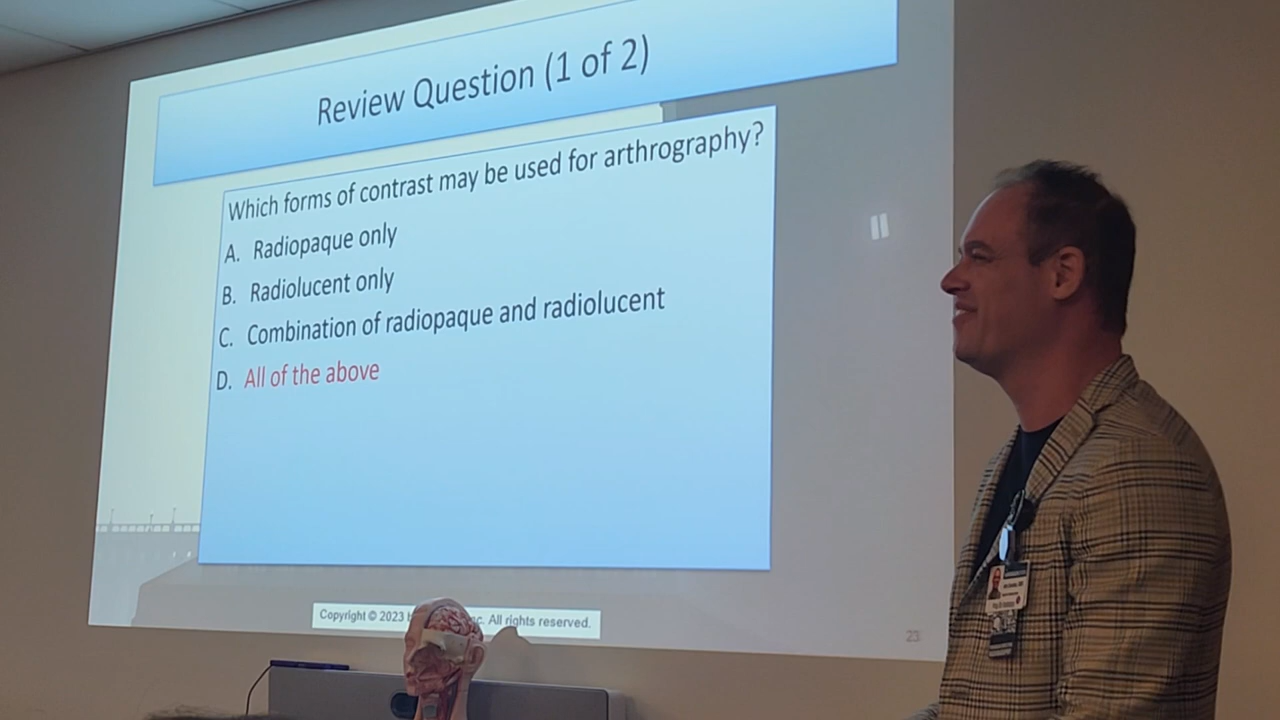 Review Question (1 of 2)
Which forms of contrast may be used for arthrography?
A. Radiopaque only
B. Radiolucent only
C. Combination of radiopaque and radiolucent
D. All of the above
Copyright © 2023 All rights reserved.
23